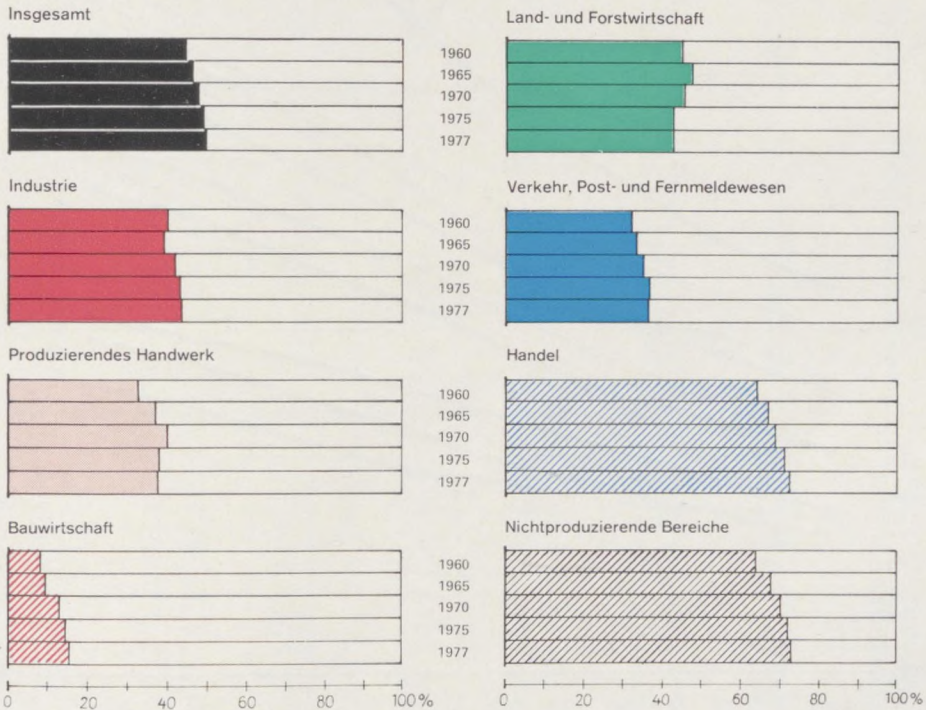 Insgesamt
1960
1965
1970
1975
1977
Land- und Forstwirtschaft
Industrie
1960
1965
1970
1975
1977
Verkehr, Post- und Fernmeldewesen
Produzierendes Handwerk
1960
1965
1970
1975
1977
Handel
Bauwirtschaft
1960
1965
1970
1975
1977
Nichtproduzierende Bereiche
0 20 40 60 80 100%
0 20 40 60 80 100%